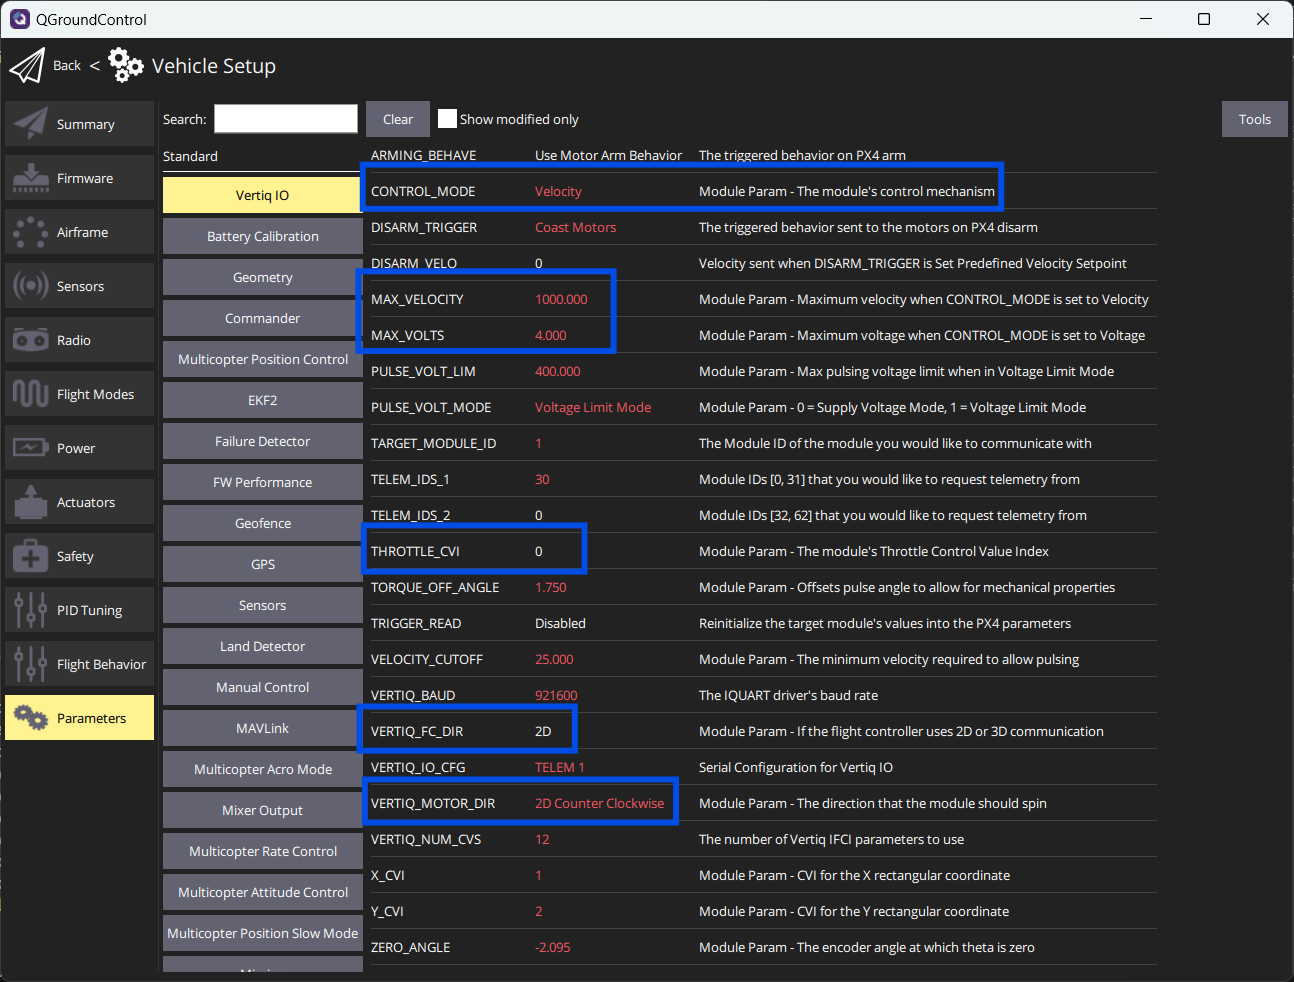 QGroundControl
Back < Vehicle Setup
Summary
Firmware
Airframe
Sensors
Radio
Flight Modes
Power
Actuators
Safety
PID Tuning
Flight Behavior
Parameters
Search: Clear Show modified only Tools
Standard
Vertiq IO
Battery Calibration
Geometry
Commander
Multicopter Position Control
EKF2
Failure Detector
FW Performance
Geofence
GPS
Sensors
Land Detector
Manual Control
MAVLink
Multicopter Acro Mode
Mixer Output
Multicopter Rate Control
Multicopter Attitude Control
Multicopter Position Slow Mode
ARMING_BEHAVE Use Motor Arm Behavior The triggered behavior on PX4 arm
CONTROL_MODE Velocity Module Param - The module's control mechanism
DISARM_TRIGGER Coast Motors The triggered behavior sent to the motors on PX4 disarm
DISARM_VELO 0 Velocity sent when DISARM_TRIGGER is Set Predefined Velocity Setpoint
MAX_VELOCITY 1000.000 Module Param - Maximum velocity when CONTROL_MODE is set to Velocity
MAX_VOLTS 4.000 Module Param - Maximum voltage when CONTROL_MODE is set to Voltage
PULSE_VOLT_LIM 400.000 Module Param - Max pulsing voltage limit when in Voltage Limit Mode
PULSE_VOLT_MODE Voltage Limit Mode Module Param - 0 = Supply Voltage Mode, 1 = Voltage Limit Mode
TARGET_MODULE_ID 1 The Module ID of the module you would like to communicate with
TELEM_IDS_1 30 Module IDs [0, 31] that you would like to request telemetry from
TELEM_IDS_2 0 Module IDs [32, 62] that you would like to request telemetry from
THROTTLE_CVI 0 Module Param - The module's Throttle Control Value Index
TORQUE_OFF_ANGLE 1.750 Module Param - Offsets pulse angle to allow for mechanical properties
TRIGGER_READ Disabled Reinitialize the target module's values into the PX4 parameters
VELOCITY_CUTOFF 25.000 Module Param - The minimum velocity required to allow pulsing
VERTIQ_BAUD 921600 The IQUART driver's baud rate
VERTIQ_FC_DIR 2D Module Param - If the flight controller uses 2D or 3D communication
VERTIQ_IO_CFG TELEM 1 Serial Configuration for Vertiq IO
VERTIQ_MOTOR_DIR 2D Counter Clockwise Module Param - The direction that the module should spin
VERTIQ_NUM_CVS 12 The number of Vertiq IFCI parameters to use
X_CVI 1 Module Param - CVI for the X rectangular coordinate
Y_CVI 2 Module Param - CVI for the Y rectangular coordinate
ZERO_ANGLE -2.095 Module Param - The encoder angle at which theta is zero